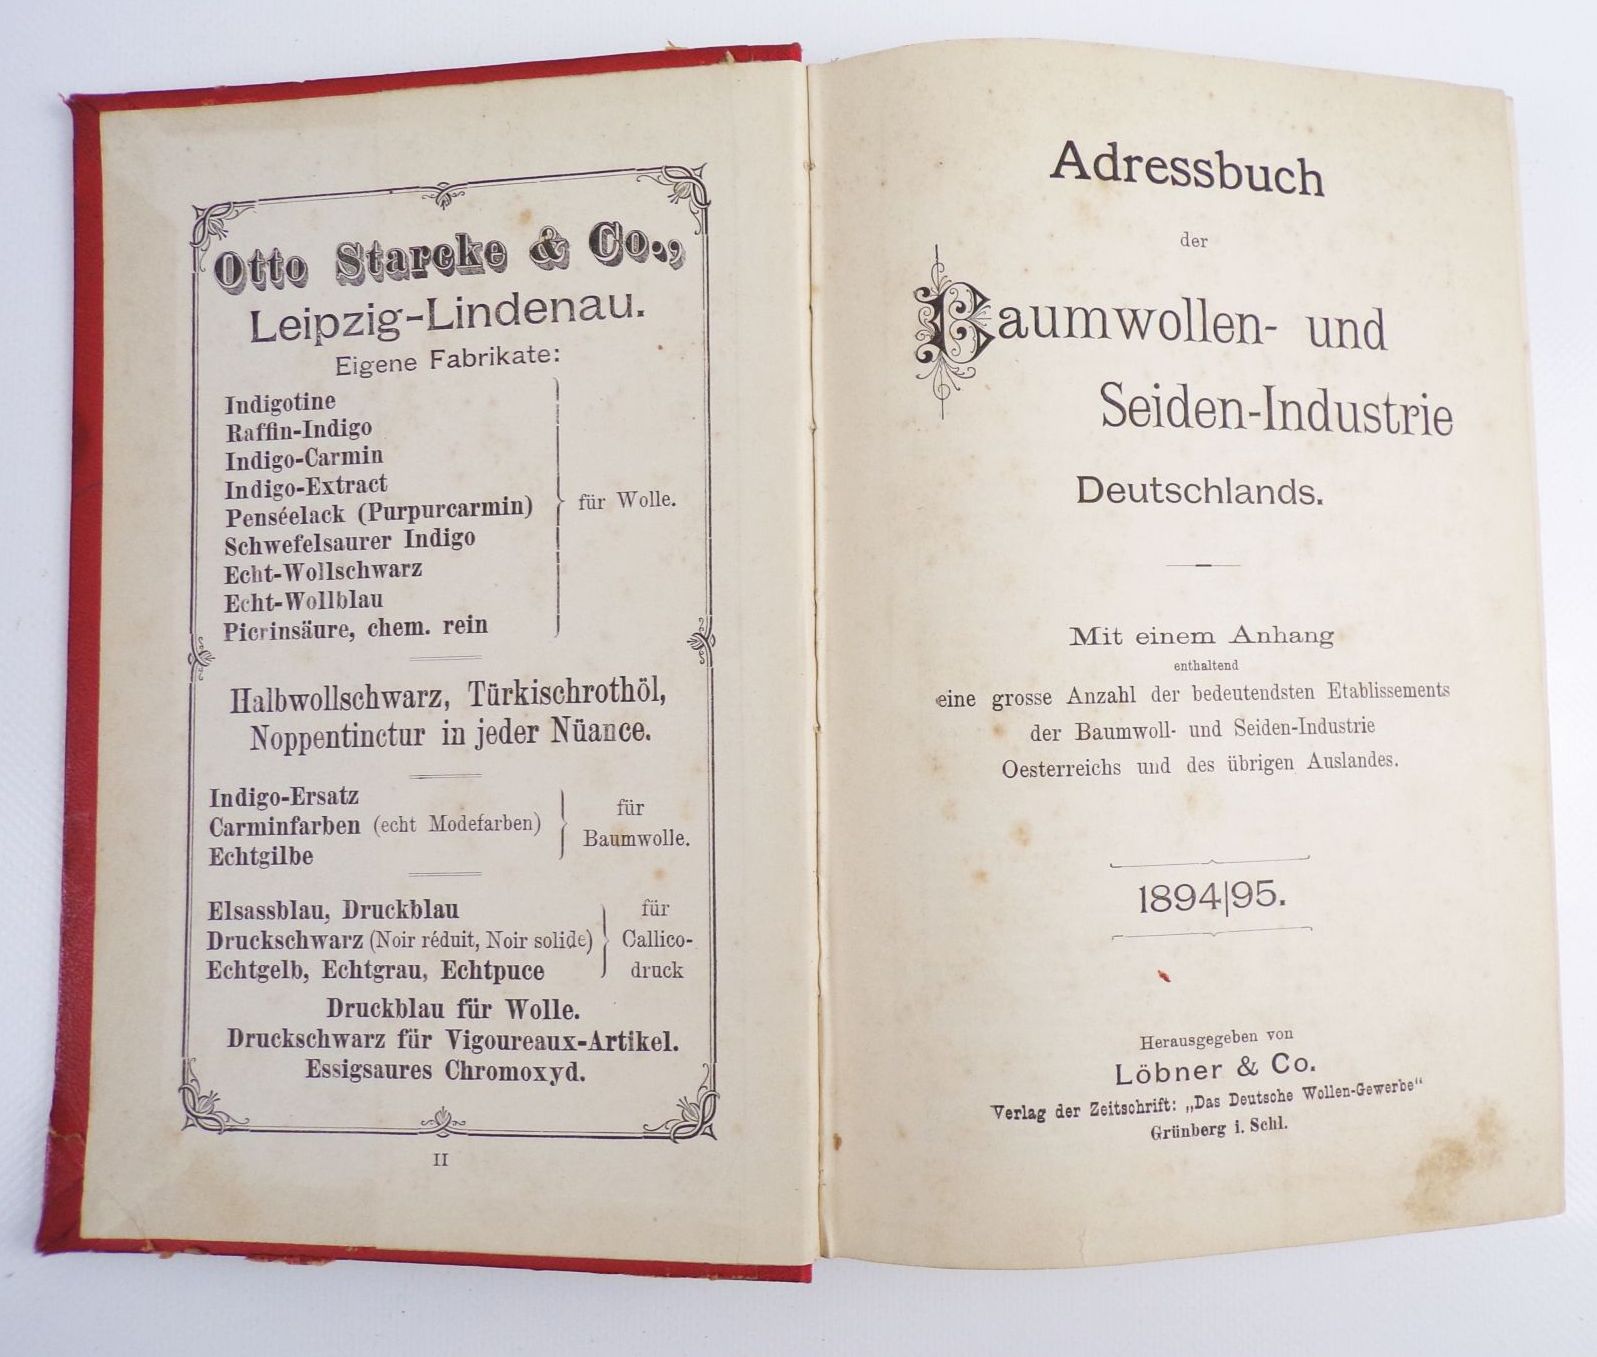 Otto Starcke & Co.,
Leipzig-Lindenau.
Eigene Fabrikate:
Indigotine
Raffin-Indigo
Indigo-Carmin
Indigo-Extract
Penséelack (Purpurcarmin)
Schwefelsaurer Indigo
Echt-Wollschwarz
Echt-Wollblau
Picrinsäure, chem. rein
für Wolle.
Halbwollschwarz, Türkischrothöl,
Noppentinctur in jeder Nüance.
Indigo-Ersatz
Carminfarben (echt Modefarben)
Echtgilbe
für
Baumwolle.
Elsassblau, Druckblau
Druckschwarz (Noir réduit, Noir solide)
Echtgelb, Echtgrau, Echtpuce
für
Callico-
druck
Druckblau für Wolle.
Druckschwarz für Vigoureaux-Artikel.
Essigsaures Chromoxyd.
II
Adressbuch
der
Baumwollen- und
Seiden-Industrie
Deutschlands.
Mit einem Anhang
enthaltend
eine grosse Anzahl der bedeutendsten Etablissements
der Baumwoll- und Seiden-Industrie
Oesterreichs und des übrigen Auslandes.
1894|95.
Herausgegeben von
Löbner & Co.
Verlag der Zeitschrift: „Das Deutsche Wollen-Gewerbe“
Grünberg i. Schl.